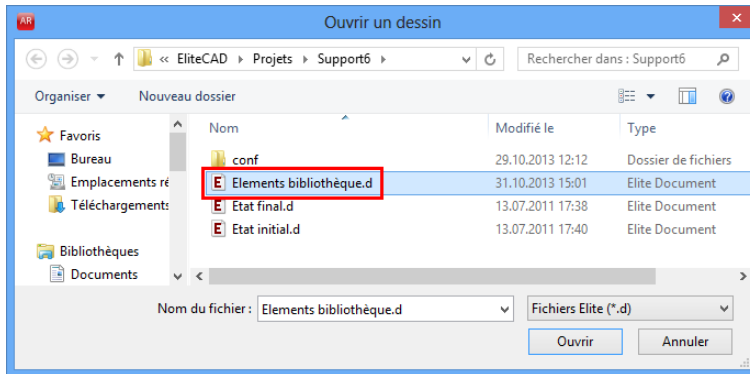 AR Ouvrir un dessin ×
« EliteCAD Projets Support6 Rechercher dans : Support6
Organiser Nouveau dossier
Favoris
Bureau
Emplacements ré
Téléchargements
Bibliothèques
Documents
Nom Modifié le Type
conf 29.10.2013 12:12 Dossier de fichiers
E Elements bibliothèque.d 31.10.2013 15:01 Elite Document
E Etat final.d 13.07.2011 17:38 Elite Document
E Etat initial.d 13.07.2011 17:40 Elite Document
Nom du fichier : Elements bibliothèque.d Fichiers Elite (*.d)
Ouvrir Annuler